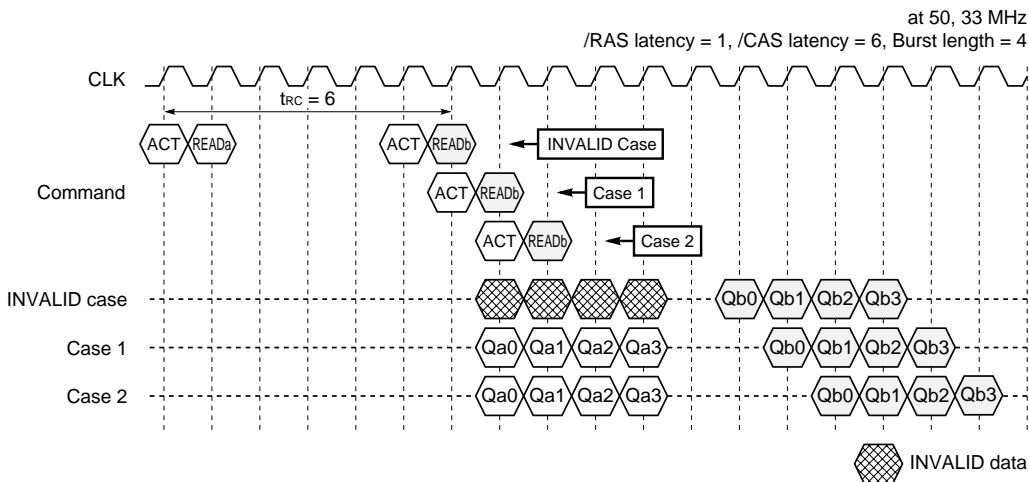 at 50, 33 MHz
/RAS latency = 1, /CAS latency = 6, Burst length = 4
CLK
tRC = 6
ACT READa ACT READb INVALID Case
Command ACT READb Case 1
ACT READb Case 2
INVALID case Qb0 Qb1 Qb2 Qb3
Case 1 Qa0 Qa1 Qa2 Qa3 Qb0 Qb1 Qb2 Qb3
Case 2 Qa0 Qa1 Qa2 Qa3 Qb0 Qb1 Qb2 Qb3
INVALID data